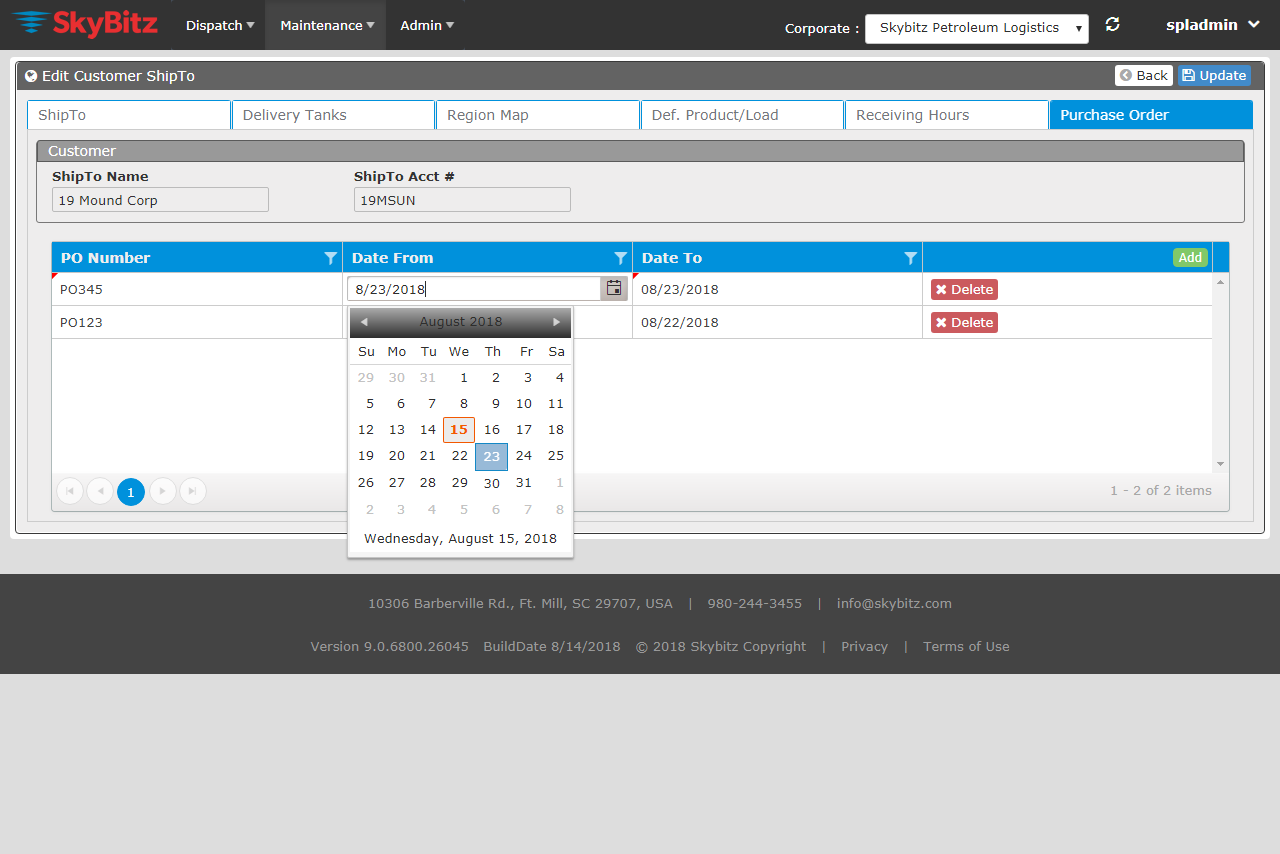 SkyBitz Dispatch Maintenance Admin Corporate : Skybitz Petroleum Logistics spladmin
Edit Customer ShipTo Back Update
ShipTo Delivery Tanks Region Map Def. Product/Load Receiving Hours Purchase Order
Customer
ShipTo Name ShipTo Acct #
19 Mound Corp 19MSUN
PO Number Date From Date To Add
PO345 8/23/2018 08/23/2018 Delete
PO123 08/22/2018 Delete
August 2018
Su Mo Tu We Th Fr Sa
29 30 31 1 2 3 4
5 6 7 8 9 10 11
12 13 14 15 16 17 18
19 20 21 22 23 24 25
26 27 28 29 30 31 1
2 3 4 5 6 7 8
Wednesday, August 15, 2018
1 1 - 2 of 2 items
10306 Barberville Rd., Ft. Mill, SC 29707, USA | 980-244-3455 | info@skybitz.com
Version 9.0.6800.26045 BuildDate 8/14/2018 © 2018 Skybitz Copyright | Privacy | Terms of Use